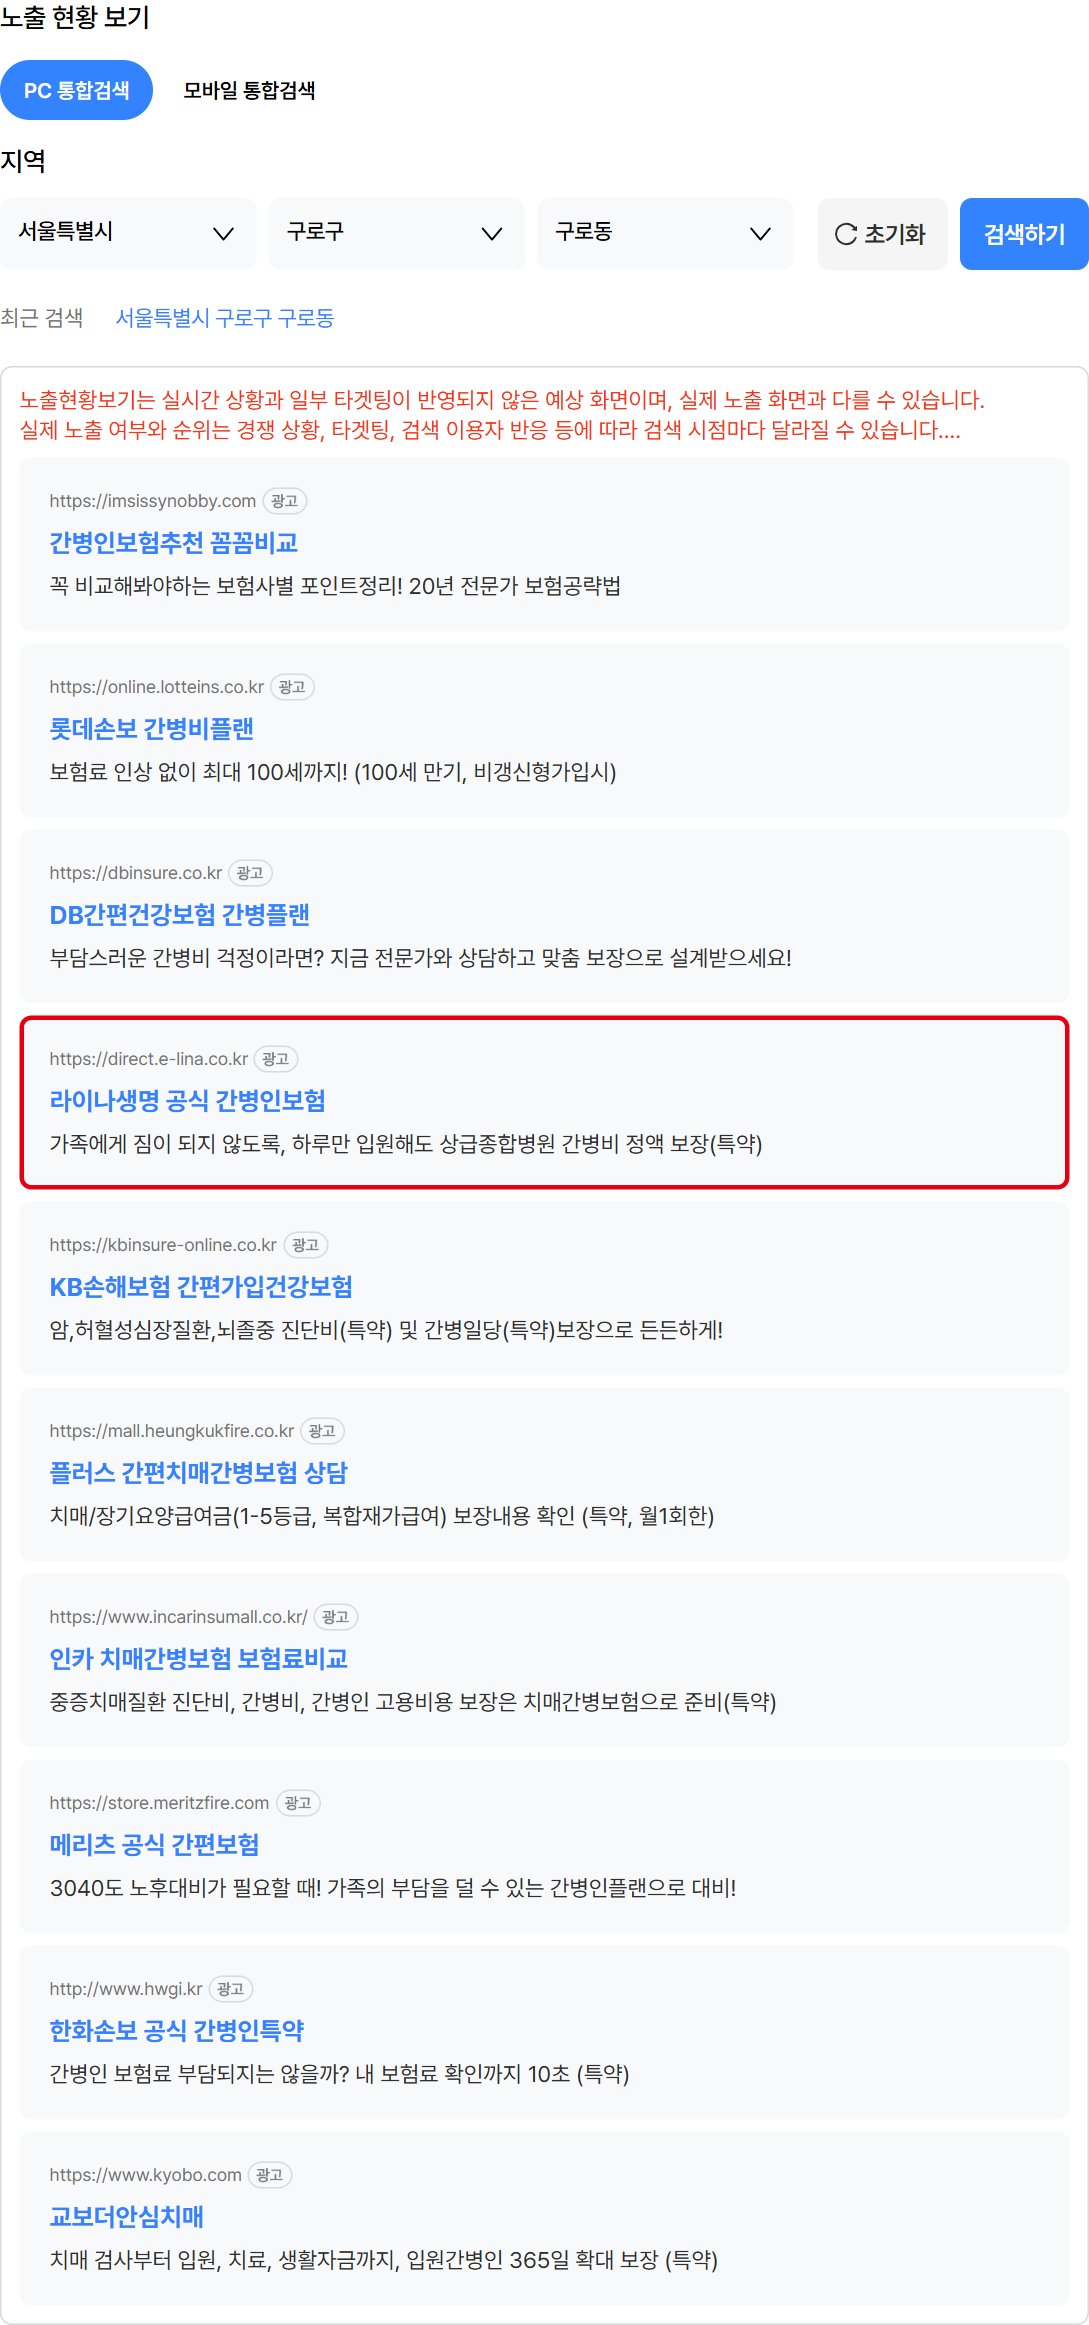 노출 현황 보기
PC 통합검색 모바일 통합검색
지역
서울특별시 구로구 구로동 초기화 검색하기
최근 검색 서울특별시 구로구 구로동
노출현황보기는 실시간 상황과 일부 타겟팅이 반영되지 않은 예상 화면이며, 실제 노출 화면과 다를 수 있습니다.
실제 노출 여부와 순위는 경쟁 상황, 타겟팅, 검색 이용자 반응 등에 따라 검색 시점마다 달라질 수 있습니다....
https://imsissynobby.com 광고
간병인보험추천 꼼꼼비교
꼭 비교해봐야하는 보험사별 포인트정리! 20년 전문가 보험공략법
https://online.lotteins.co.kr 광고
롯데손보 간병비플랜
보험료 인상 없이 최대 100세까지! (100세 만기, 비갱신형가입시)
https://dbinsure.co.kr 광고
DB간편건강보험 간병플랜
부담스러운 간병비 걱정이라면? 지금 전문가와 상담하고 맞춤 보장으로 설계받으세요!
https://direct.e-lina.co.kr 광고
라이나생명 공식 간병인보험
가족에게 짐이 되지 않도록, 하루만 입원해도 상급종합병원 간병비 정액 보장(특약)
https://kbinsure-online.co.kr 광고
KB손해보험 간편가입건강보험
암,허혈성심장질환,뇌졸중 진단비(특약) 및 간병일당(특약)보장으로 든든하게!
https://mall.heungkukfire.co.kr 광고
플러스 간편치매간병보험 상담
치매/장기요양급여금(1-5등급, 복합재가급여) 보장내용 확인 (특약, 월1회한)
https://www.incarinsumall.co.kr/ 광고
인카 치매간병보험 보험료비교
중증치매질환 진단비, 간병비, 간병인 고용비용 보장은 치매간병보험으로 준비(특약)
https://store.meritzfire.com 광고
메리츠 공식 간편보험
3040도 노후대비가 필요할 때! 가족의 부담을 덜 수 있는 간병인플랜으로 대비!
http://www.hwgi.kr 광고
한화손보 공식 간병인특약
간병인 보험료 부담되지는 않을까? 내 보험료 확인까지 10초 (특약)
https://www.kyobo.com 광고
교보더안심치매
치매 검사부터 입원, 치료, 생활자금까지, 입원간병인 365일 확대 보장 (특약)